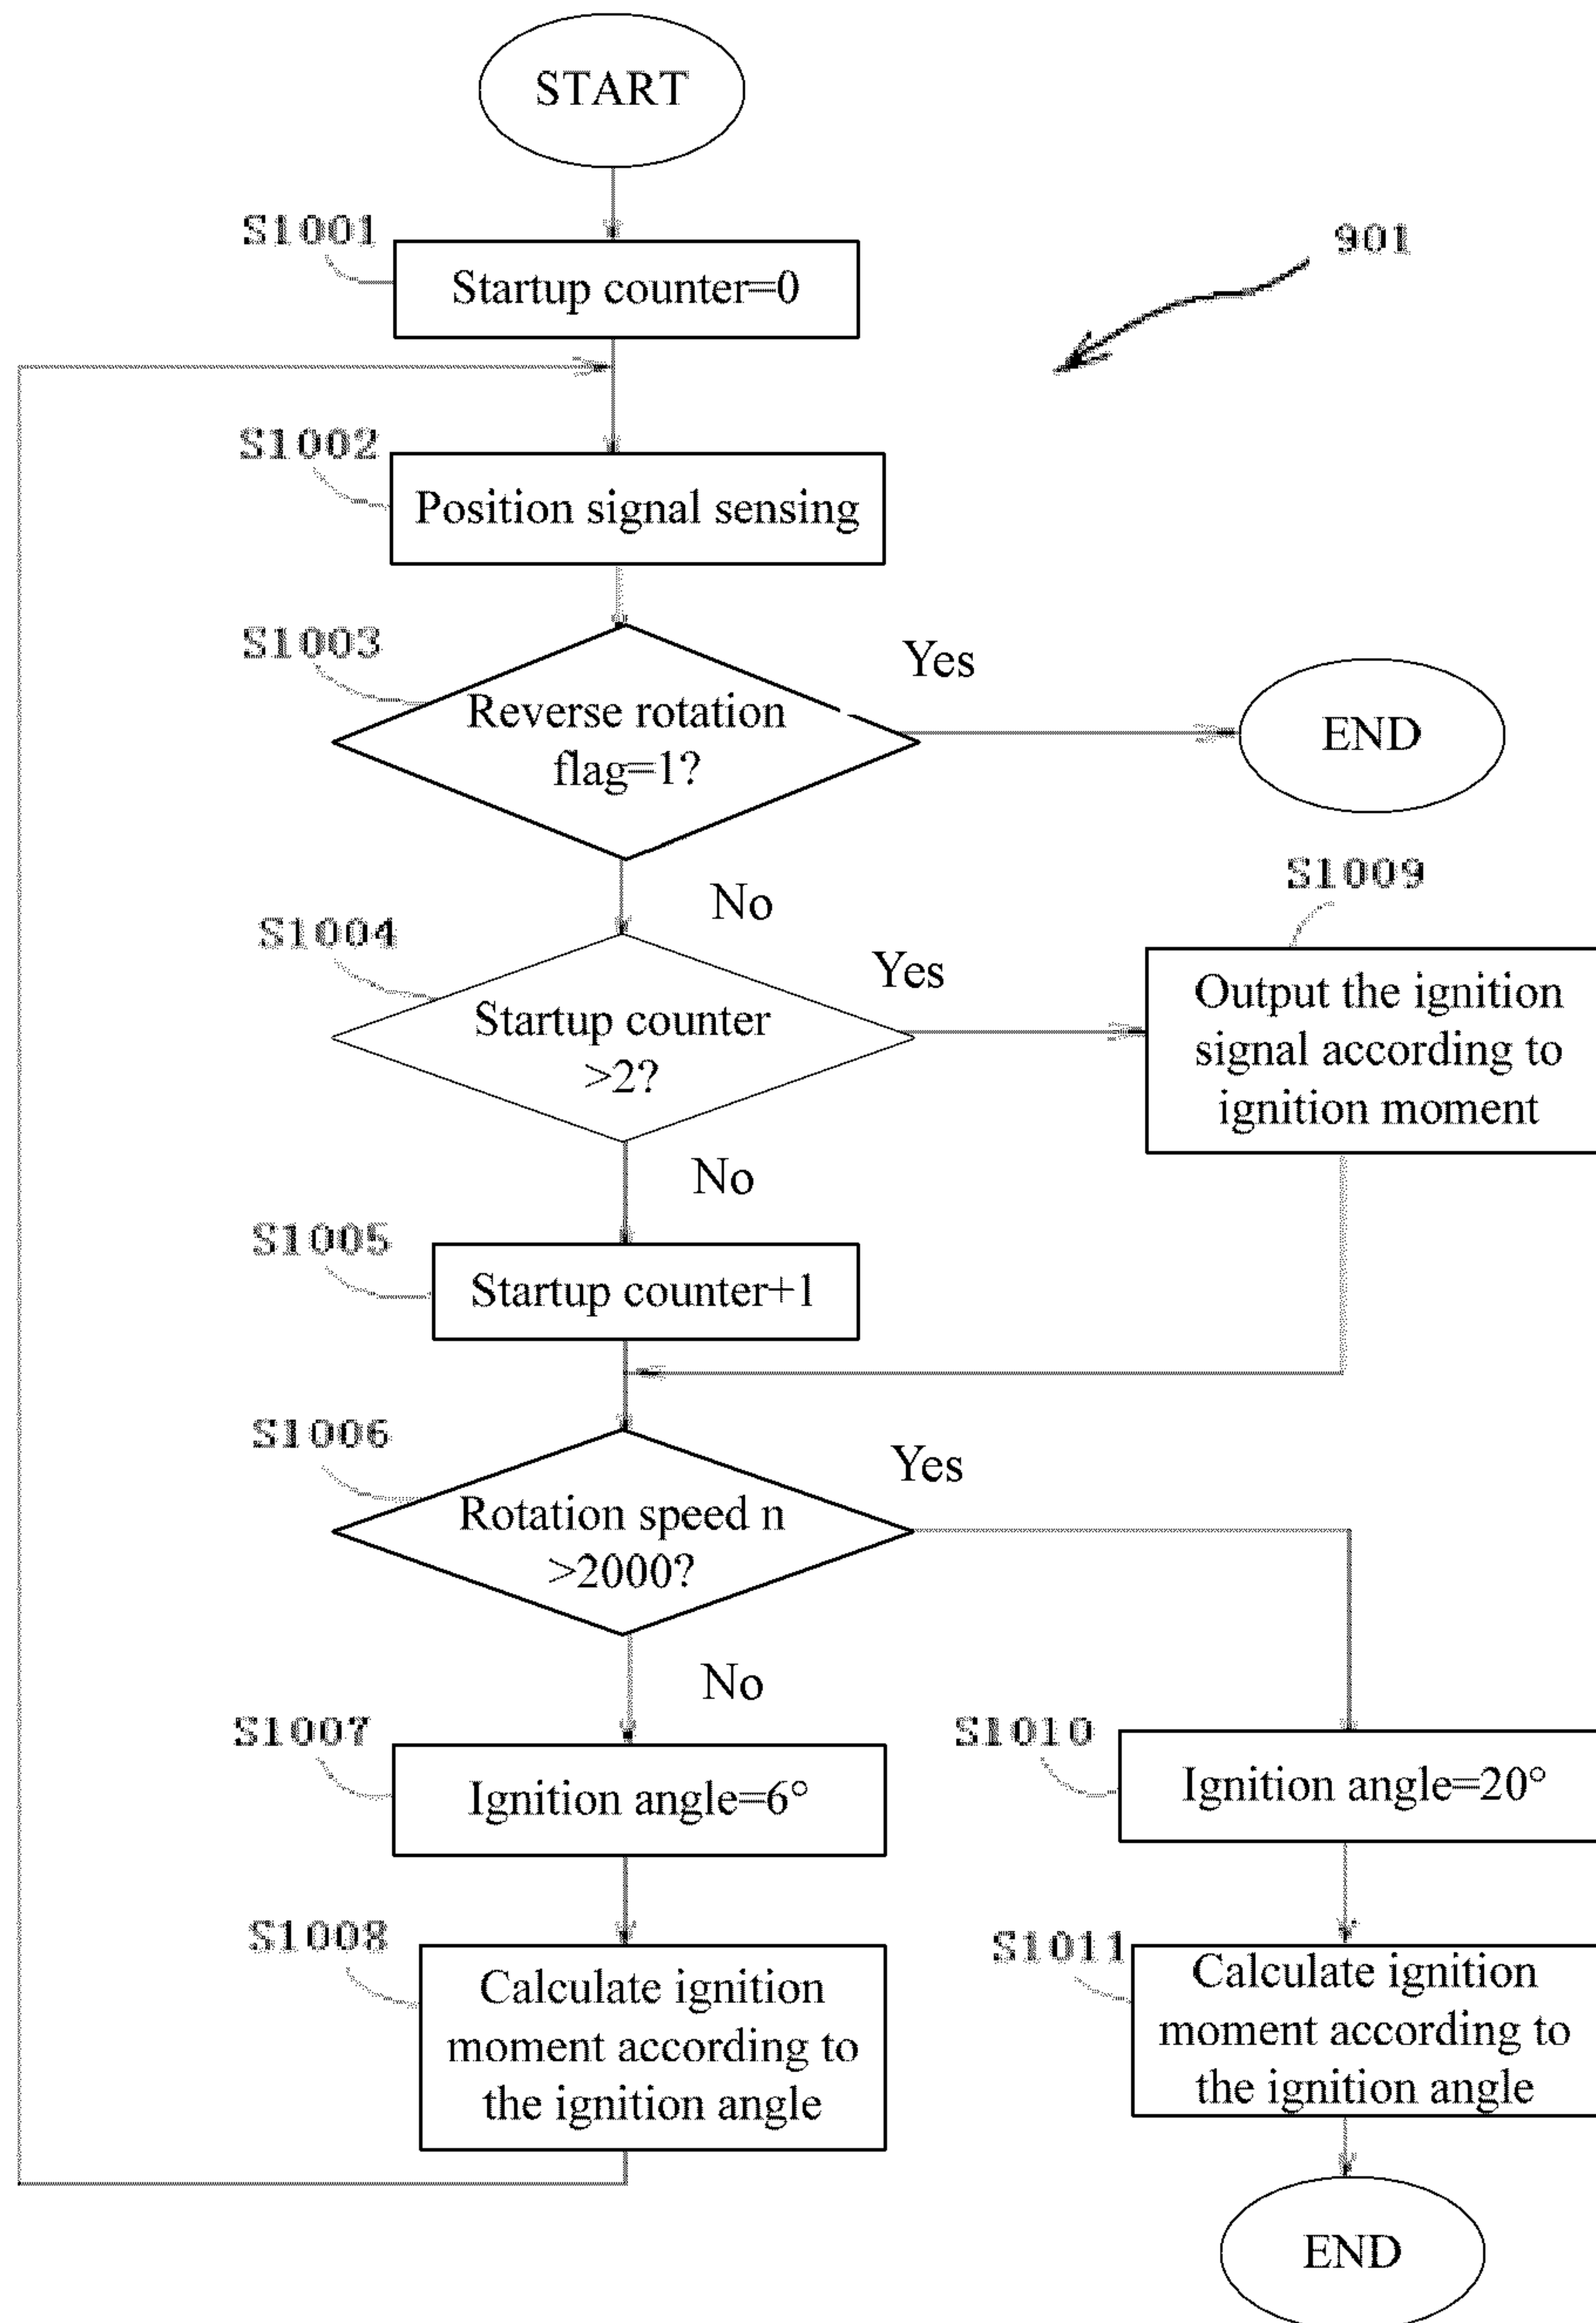 START
S1001
Startup counter=0
901
S1002
Position signal sensing
S1003
Reverse rotation
flag=1?
Yes
END
No
S1004
Startup counter
>2?
Yes
S1009
Output the ignition
signal according to
ignition moment
No
S1005
Startup counter+1
S1006
Rotation speed n
>2000?
Yes
No
S1007
Ignition angle=6°
S1010
Ignition angle=20°
S1008
Calculate ignition
moment according to
the ignition angle
S1011
Calculate ignition
moment according to
the ignition angle
END